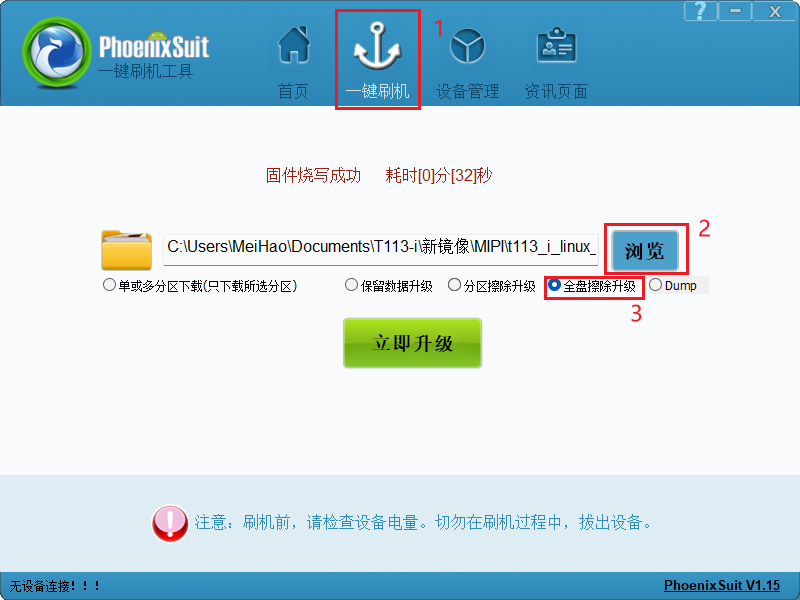 PhoenixSuit
一键刷机工具
首页
一键刷机
1
设备管理
资讯页面
?
固件烧写成功 耗时[0]分[32]秒
C:\Users\MeiHao\Documents\T113-i\新镜像\MIPI\t113_i_linux_
浏览
2
单或多分区下载(只下载所选分区)
保留数据升级
分区擦除升级
全盘擦除升级
Dump
3
立即升级
注意：刷机前，请检查设备电量。切勿在刷机过程中，拔出设备。
无设备连接！！！
PhoenixSuit V1.15